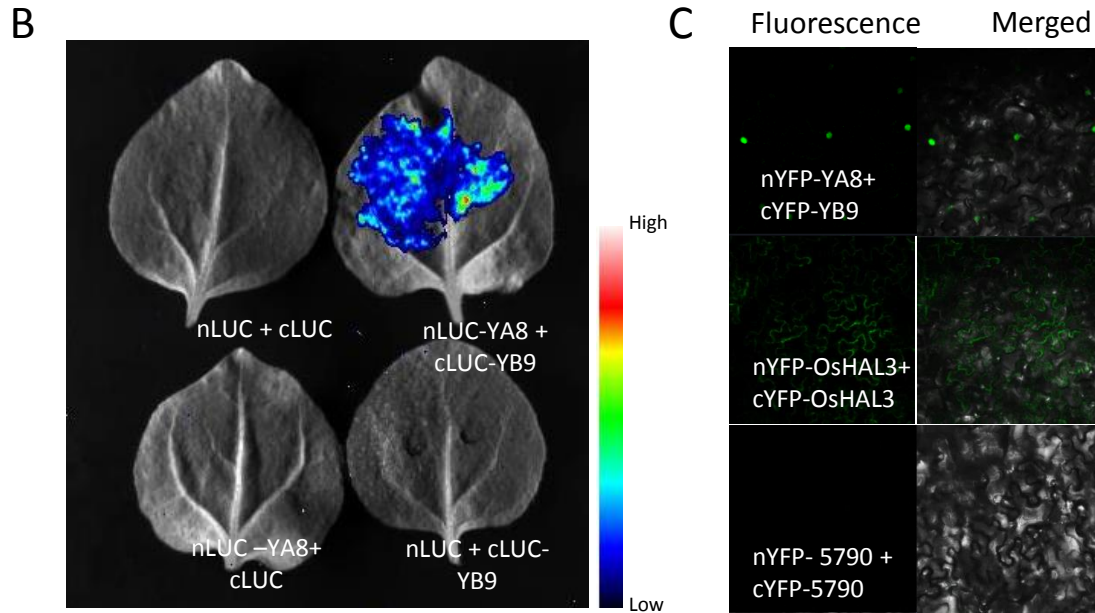 B
nLUC + cLUC
nLUC-YA8 +
cLUC-YB9
nLUC –YA8+
cLUC
nLUC + cLUC-
YB9
High
Low
C
Fluorescence
Merged
nYFP-YA8+
cYFP-YB9
nYFP-OsHAL3+
cYFP-OsHAL3
nYFP- 5790 +
cYFP-5790